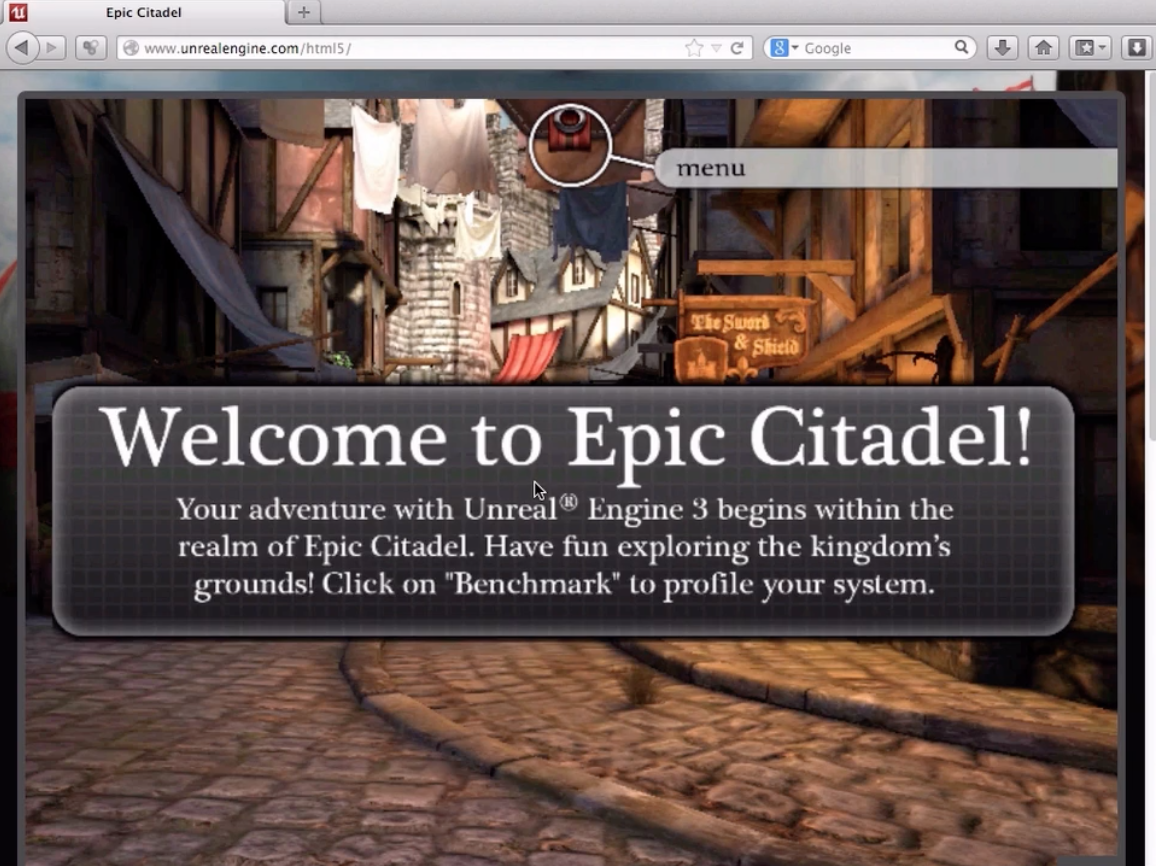 Epic Citadel
www.unrealengine.com/html5/
Google
menu
The Sword
& Shield
Welcome to Epic Citadel!
Your adventure with Unreal® Engine 3 begins within the
realm of Epic Citadel. Have fun exploring the kingdom's
grounds! Click on "Benchmark" to profile your system.